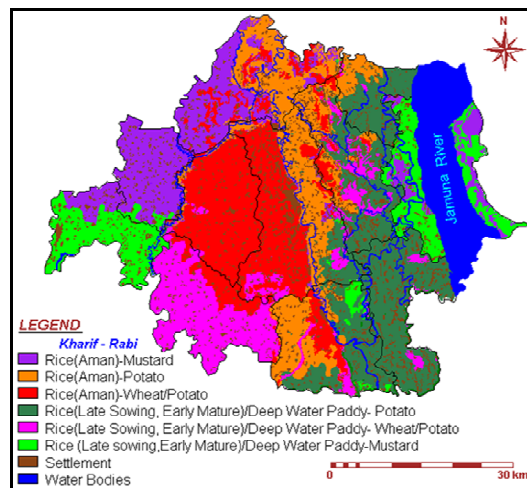 N
Jamuna River
LEGEND
Kharif - Rabi
Rice(Aman)-Mustard
Rice(Aman)-Potato
Rice(Aman)-Wheat/Potato
Rice(Late Sowing, Early Mature)/Deep Water Paddy- Potato
Rice(Late Sowing, Early Mature)/Deep Water Paddy- Wheat/Potato
Rice (Late sowing,Early Mature)/Deep Water Paddy-Mustard
Settlement
Water Bodies
0 30 km